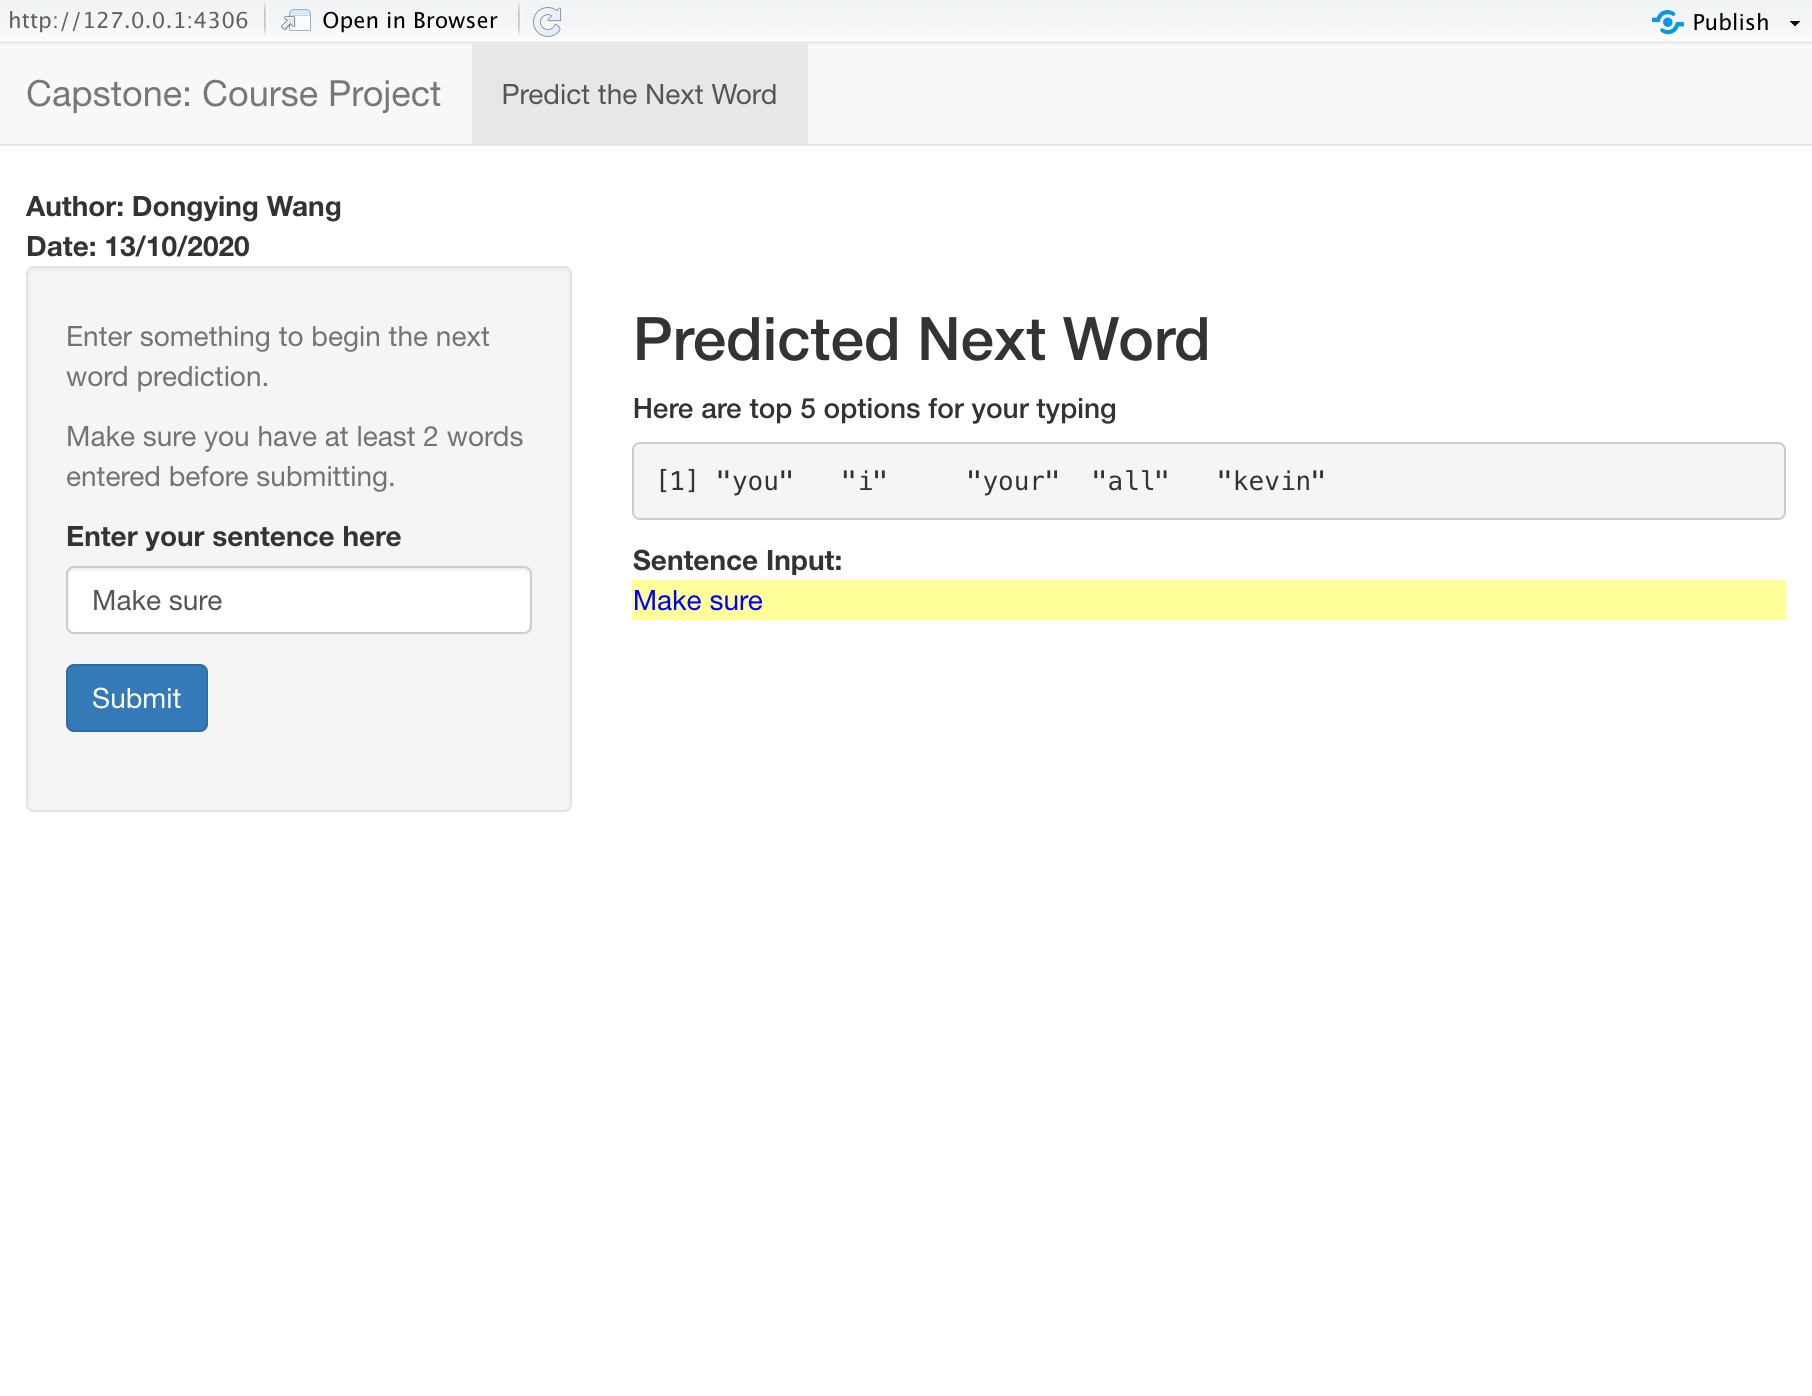 http://127.0.0.1:4306 Open in Browser Publish
Capstone: Course Project Predict the Next Word
Author: Dongying Wang
Date: 13/10/2020
Enter something to begin the next
word prediction.
Make sure you have at least 2 words
entered before submitting.
Enter your sentence here
Make sure
Submit
Predicted Next Word
Here are top 5 options for your typing
[1] "you"   "i"     "your"  "all"   "kevin"
Sentence Input:
Make sure